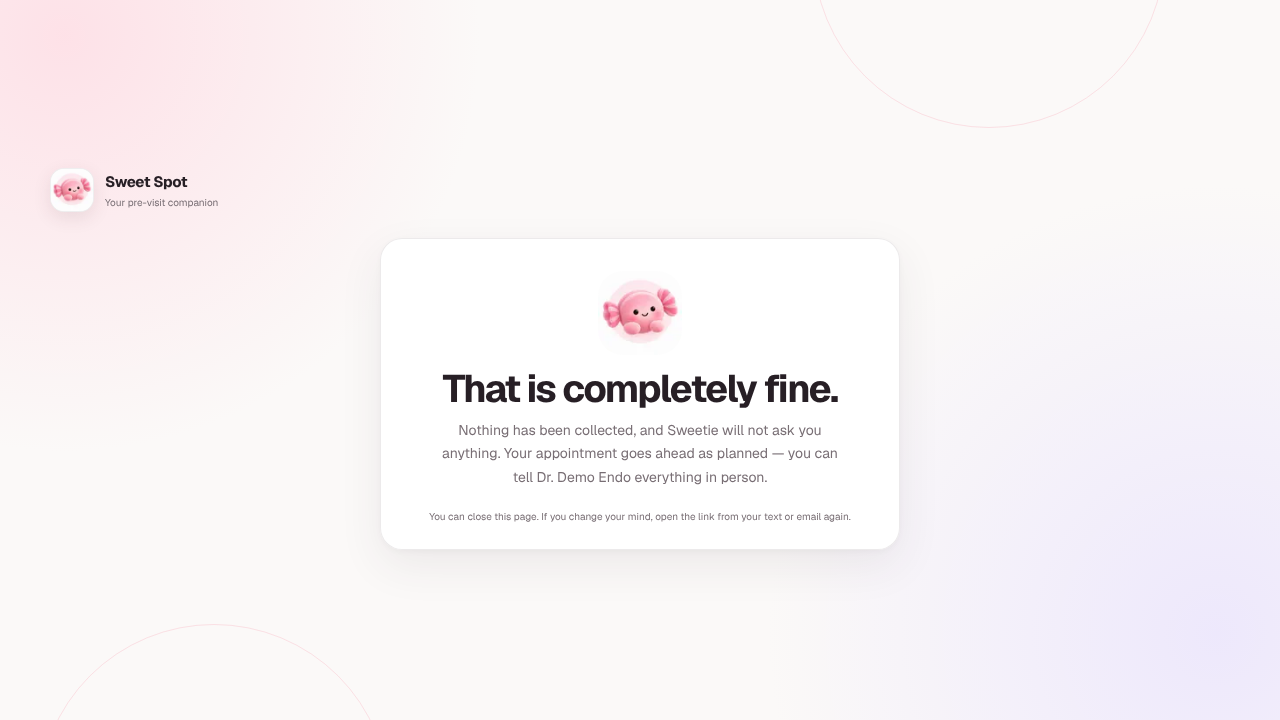 Sweet Spot
Your pre-visit companion
That is completely fine.
Nothing has been collected, and Sweetie will not ask you
anything. Your appointment goes ahead as planned — you can
tell Dr. Demo Endo everything in person.
You can close this page. If you change your mind, open the link from your text or email again.